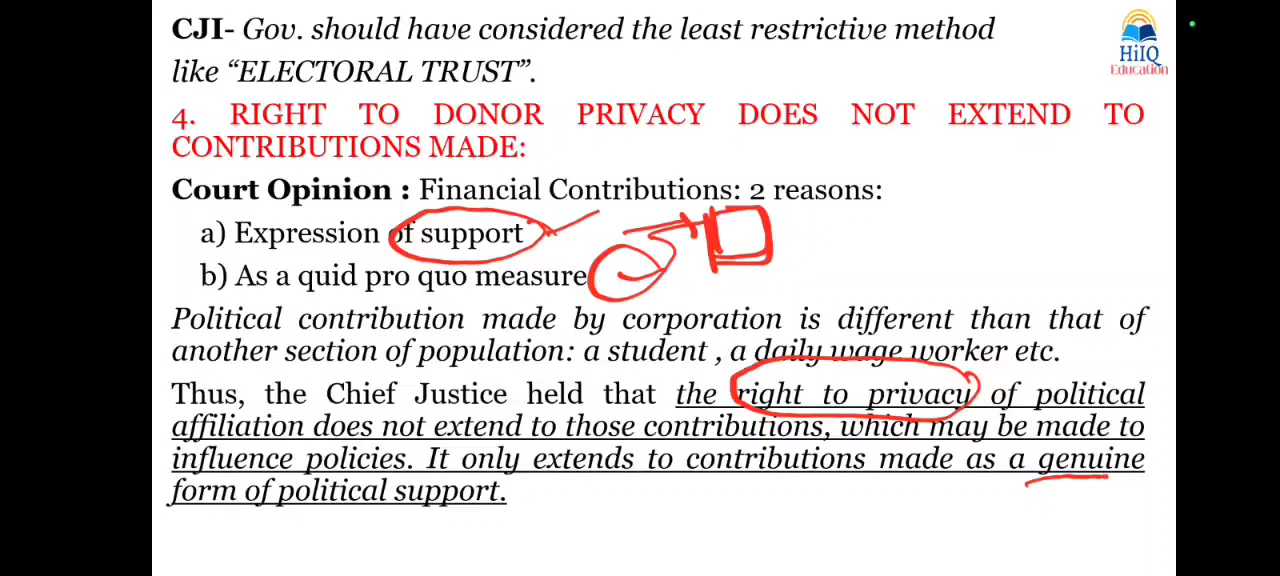 CJI- Gov. should have considered the least restrictive method
like “ELECTORAL TRUST”.
HiIQ
Education
4. RIGHT TO DONOR PRIVACY DOES NOT EXTEND TO
CONTRIBUTIONS MADE:
Court Opinion : Financial Contributions: 2 reasons:
a) Expression of support
b) As a quid pro quo measure
Political contribution made by corporation is different than that of
another section of population: a student , a daily wage worker etc.
Thus, the Chief Justice held that the right to privacy of political
affiliation does not extend to those contributions, which may be made to
influence policies. It only extends to contributions made as a genuine
form of political support.